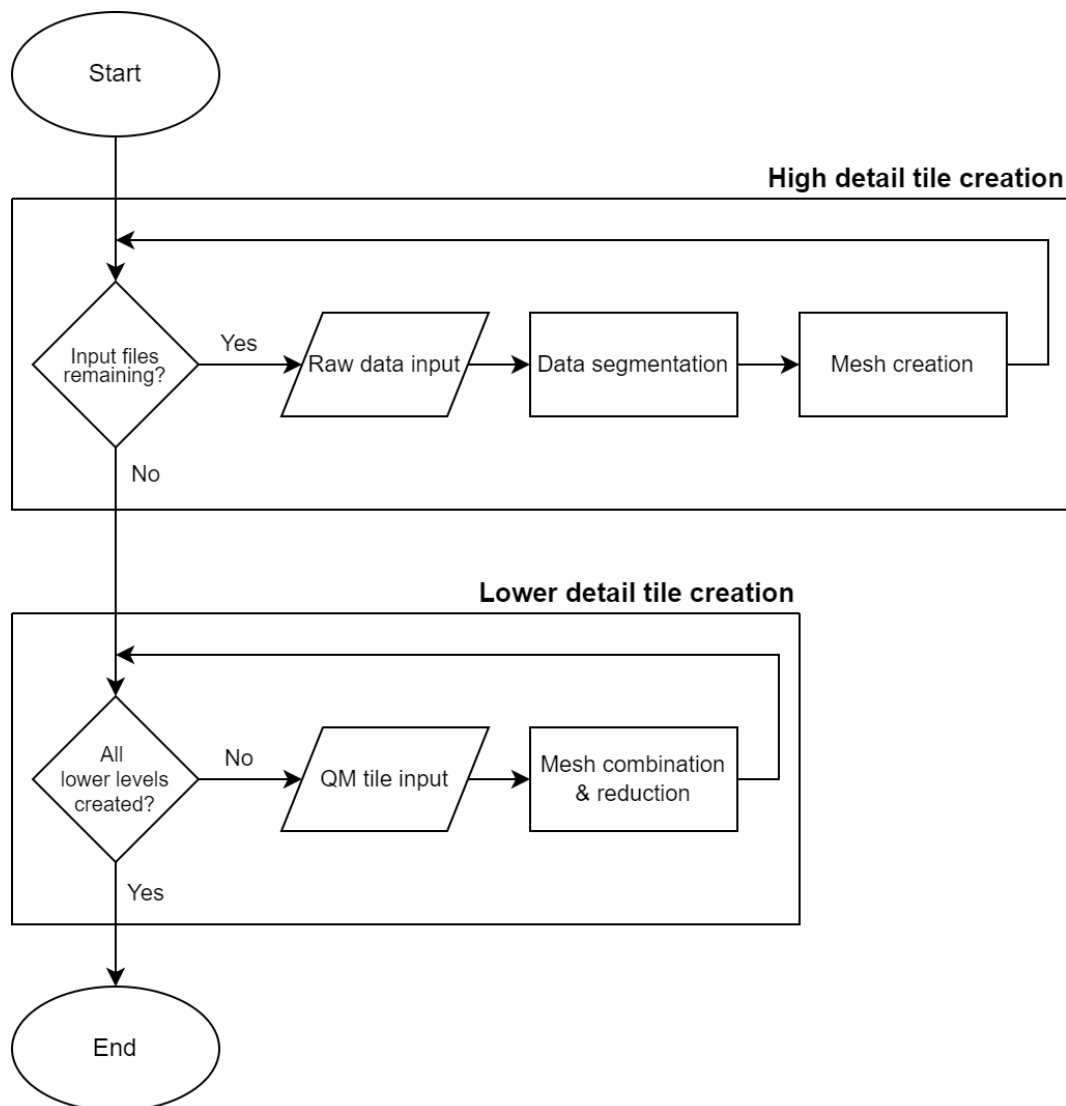 Start
High detail tile creation
Input files
remaining?
Yes
Raw data input
Data segmentation
Mesh creation
No
Lower detail tile creation
All
lower levels
created?
No
QM tile input
Mesh combination
& reduction
Yes
End